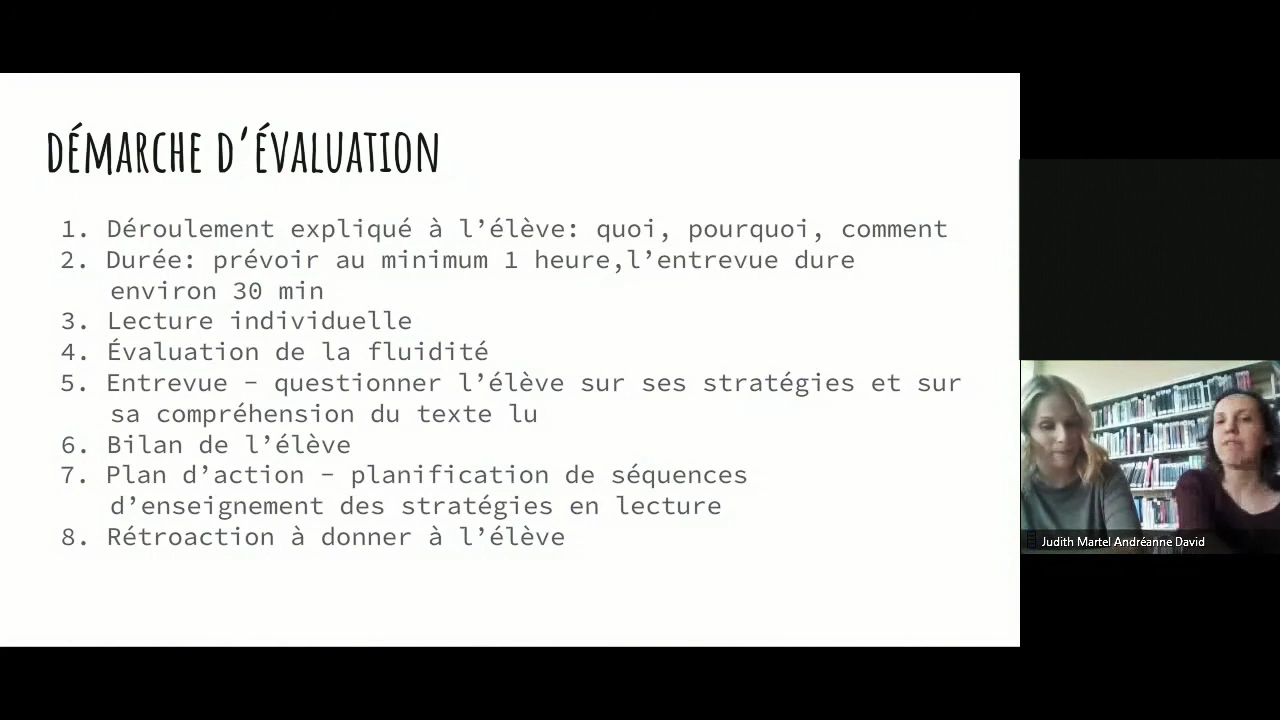 DÉMARCHE D'ÉVALUATION
1. Déroulement expliqué à l'élève: quoi, pourquoi, comment
2. Durée: prévoir au minimum 1 heure,l'entrevue dure
environ 30 min
3. Lecture individuelle
4. Évaluation de la fluidité
5. Entrevue - questionner l'élève sur ses stratégies et sur
sa compréhension du texte lu
6. Bilan de l'élève
7. Plan d'action - planification de séquences
d'enseignement des stratégies en lecture
8. Rétroaction à donner à l'élève
Judith Martel Andréanne David